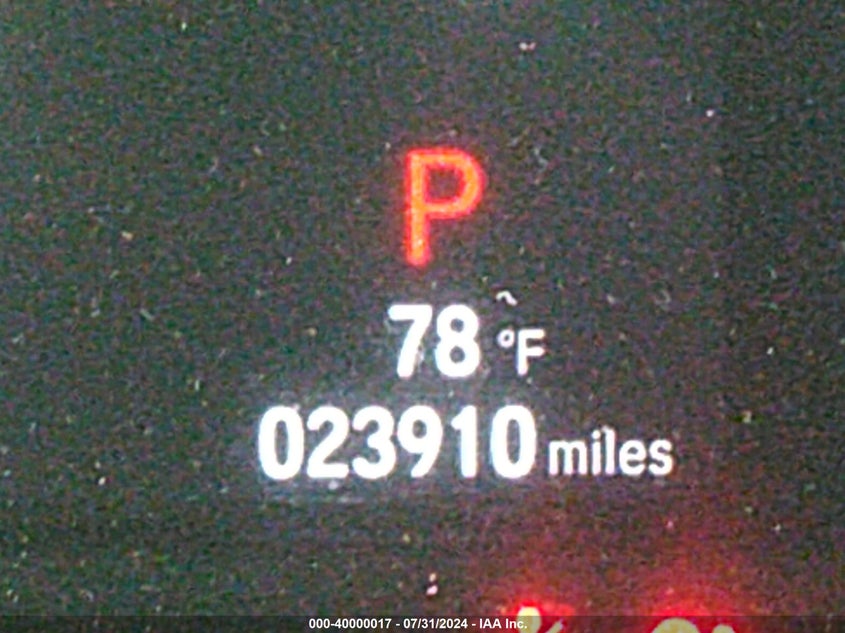 P
78 °F
023910 miles
000-40000017 - 07/31/2024 - IAA Inc.